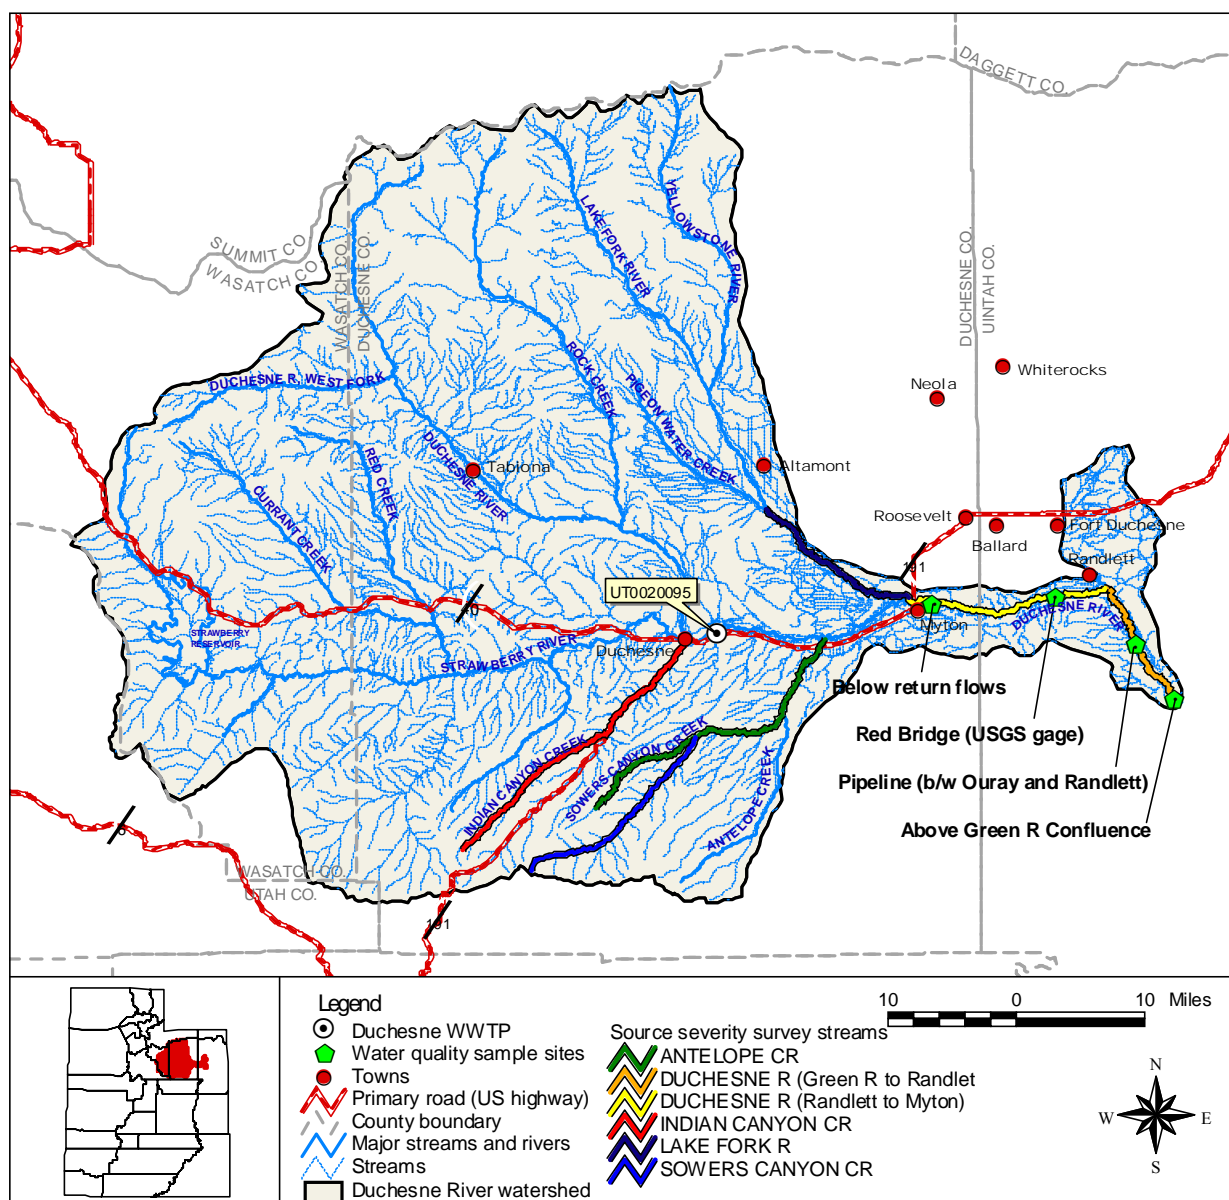 DAGGETT CO.
SUMMIT CO.
WASATCH CO.
WASATCH CO.
DUCHESNE CO.
DUCHESNE CO.
UINTAH CO.
YELLOWSTONE RIVER
LAKE FORK RIVER
ROCK CREEK
PIGEON WATER CREEK
DUCHESNE R, WEST FORK
DUCHESNE RIVER
RED CREEK
CURRANT CREEK
Whiterocks
Neola
Tabiona
Altamont
Roosevelt
Ballard
Fort Duchesne
Randlett
191
40
UT0020095
Myton
DUCHESNE RIVER
Duchesne
STRAWBERRY
RESERVOIR
STRAWBERRY RIVER
Below return flows
Red Bridge (USGS gage)
Pipeline (b/w Ouray and Randlett)
Above Green R Confluence
INDIAN CANYON CREEK
SOWERS CANYON CREEK
ANTELOPE CREEK
6
WASATCH CO.
UTAH CO.
191
Legend
Duchesne WWTP
Water quality sample sites
Towns
Primary road (US highway)
County boundary
Major streams and rivers
Streams
Duchesne River watershed
Source severity survey streams
ANTELOPE CR
DUCHESNE R (Green R to Randlet
DUCHESNE R (Randlett to Myton)
INDIAN CANYON CR
LAKE FORK R
SOWERS CANYON CR
10 0 10 Miles
N
W E
S